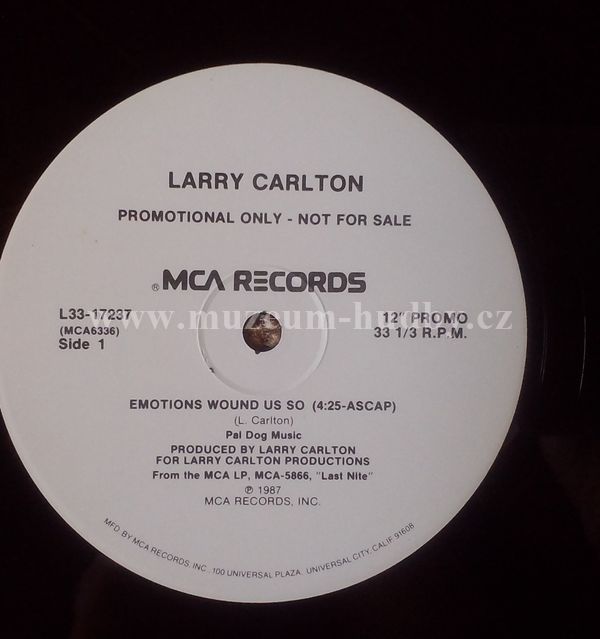 LARRY CARLTON
PROMOTIONAL ONLY - NOT FOR SALE
® MCA RECORDS
L33-17237
(MCA6336)
Side 1
12" PROMO
33 1/3 R.P.M.
www.muzeum-hudby.cz
EMOTIONS WOUND US SO (4:25-ASCAP)
(L. Carlton)
Pal Dog Music
PRODUCED BY LARRY CARLTON
FOR LARRY CARLTON PRODUCTIONS
From the MCA LP, MCA-5866, "Last Nite"
℗ 1987
MCA RECORDS, INC.
MFD. BY MCA RECORDS, INC., 100 UNIVERSAL PLAZA, UNIVERSAL CITY, CALIF. 91608